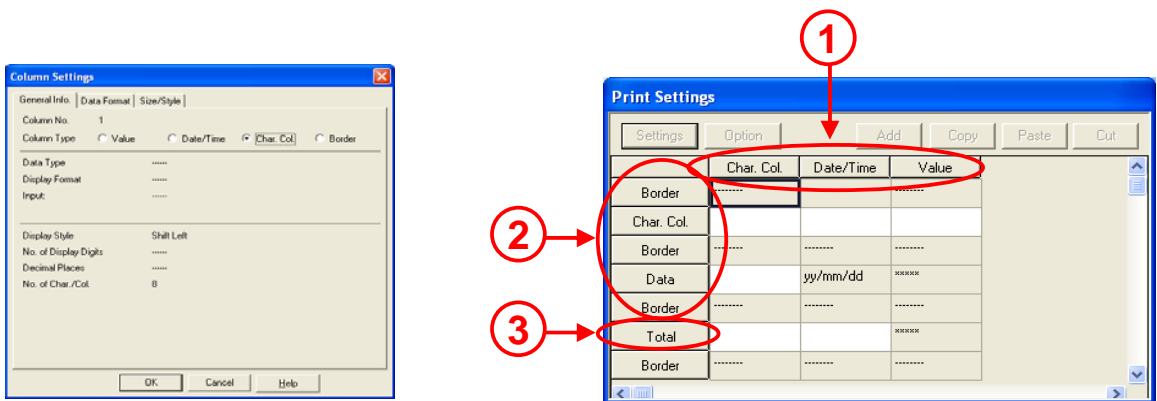 Column Settings
General Info. Data Format Size/Style
Column No. 1
Column Type Value Date/Time Char. Col. Border
Data Type ------
Display Format ------
Input: ------
Display Style Shift Left
No. of Display Digits ------
Decimal Places ------
No. of Char./Col. 8
OK Cancel Help
1
Print Settings
Settings Option Add Copy Paste Cut
Char. Col. Date/Time Value
Border -------- --------
Char. Col.
2
Border -------- -------- --------
Data yy/mm/dd *****
Border -------- -------- --------
3
Total *****
Border -------- -------- --------